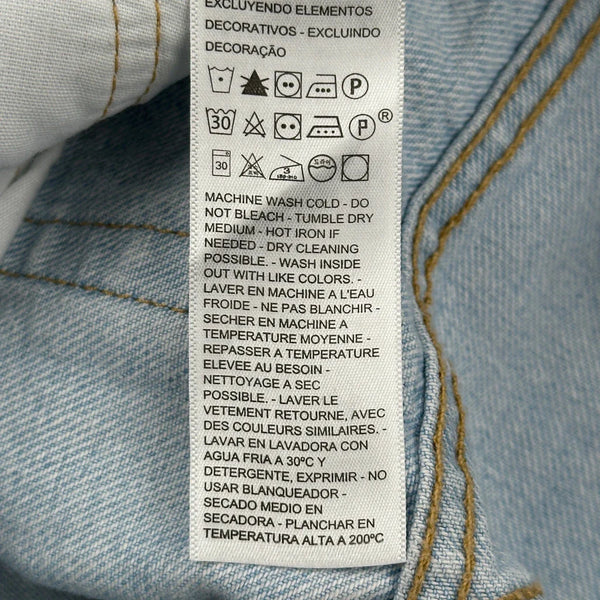 EXCLUYENDO ELEMENTOS
DECORATIVOS - EXCLUINDO
DECORAÇÃO
P
30 P ®
30 3
MACHINE WASH COLD - DO
NOT BLEACH - TUMBLE DRY
MEDIUM - HOT IRON IF
NEEDED - DRY CLEANING
POSSIBLE. - WASH INSIDE
OUT WITH LIKE COLORS. -
LAVER EN MACHINE A L'EAU
FROIDE - NE PAS BLANCHIR -
SECHER EN MACHINE A
TEMPERATURE MOYENNE -
REPASSER A TEMPERATURE
ELEVEE AU BESOIN -
NETTOYAGE A SEC
POSSIBLE. - LAVER LE
VETEMENT RETOURNE, AVEC
DES COULEURS SIMILAIRES. -
LAVAR EN LAVADORA CON
AGUA FRIA A 30ºC Y
DETERGENTE, EXPRIMIR - NO
USAR BLANQUEADOR -
SECADO MEDIO EN
SECADORA - PLANCHAR EN
TEMPERATURA ALTA A 200ºC